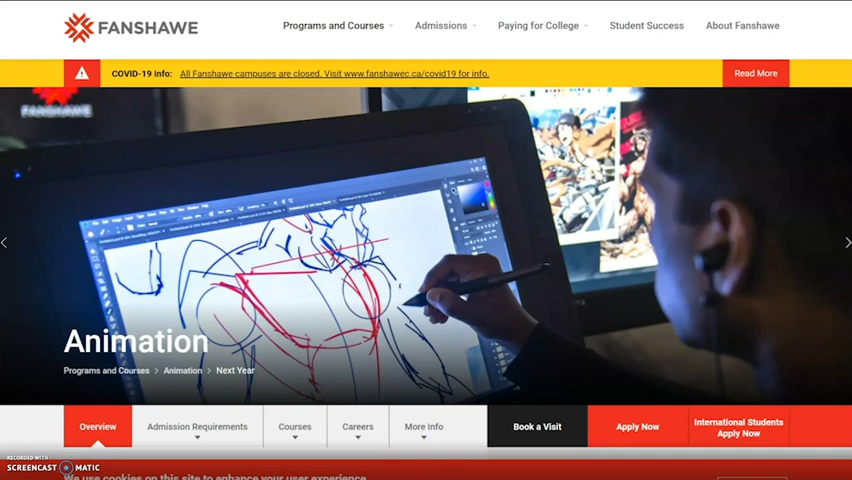 FANSHAWE
Programs and Courses
Admissions
Paying for College
Student Success
About Fanshawe
COVID-19 Info: All Fanshawe campuses are closed. Visit www.fanshawec.ca/covid19 for info.
Read More
FANSHAWE
Animation
Programs and Courses > Animation > Next Year
Overview
Admission Requirements
Courses
Careers
More Info
Book a Visit
Apply Now
International Students
Apply Now
RECORDED WITH
SCREENCAST MATIC
We use cookies on this site to enhance your user experience